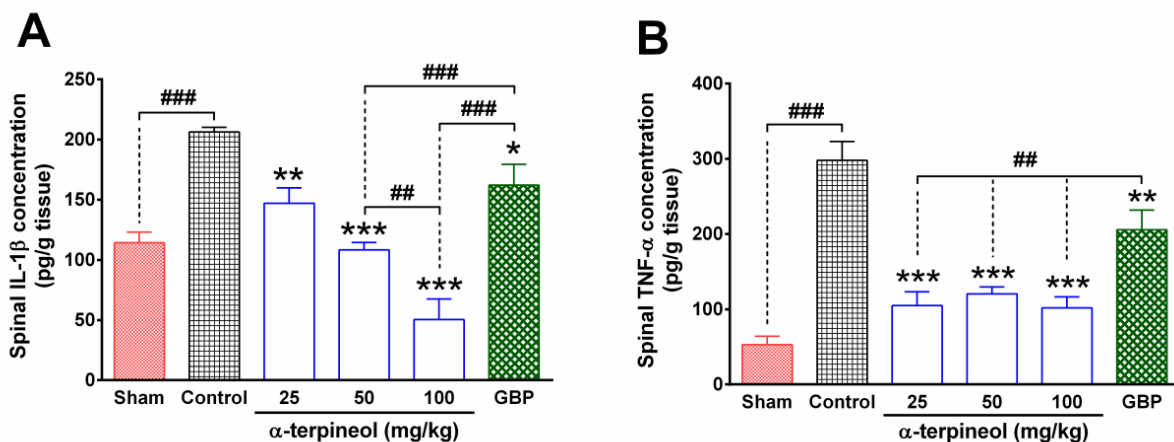 A
Spinal IL-1β concentration
(pg/g tissue)
250
200
150
100
50
0
###
###
###
##
**
***
***
*
Sham Control 25 50 100 GBP
α-terpineol (mg/kg)
B
Spinal TNF-α concentration
(pg/g tissue)
400
300
200
100
0
###
##
***
***
***
**
Sham Control 25 50 100 GBP
α-terpineol (mg/kg)